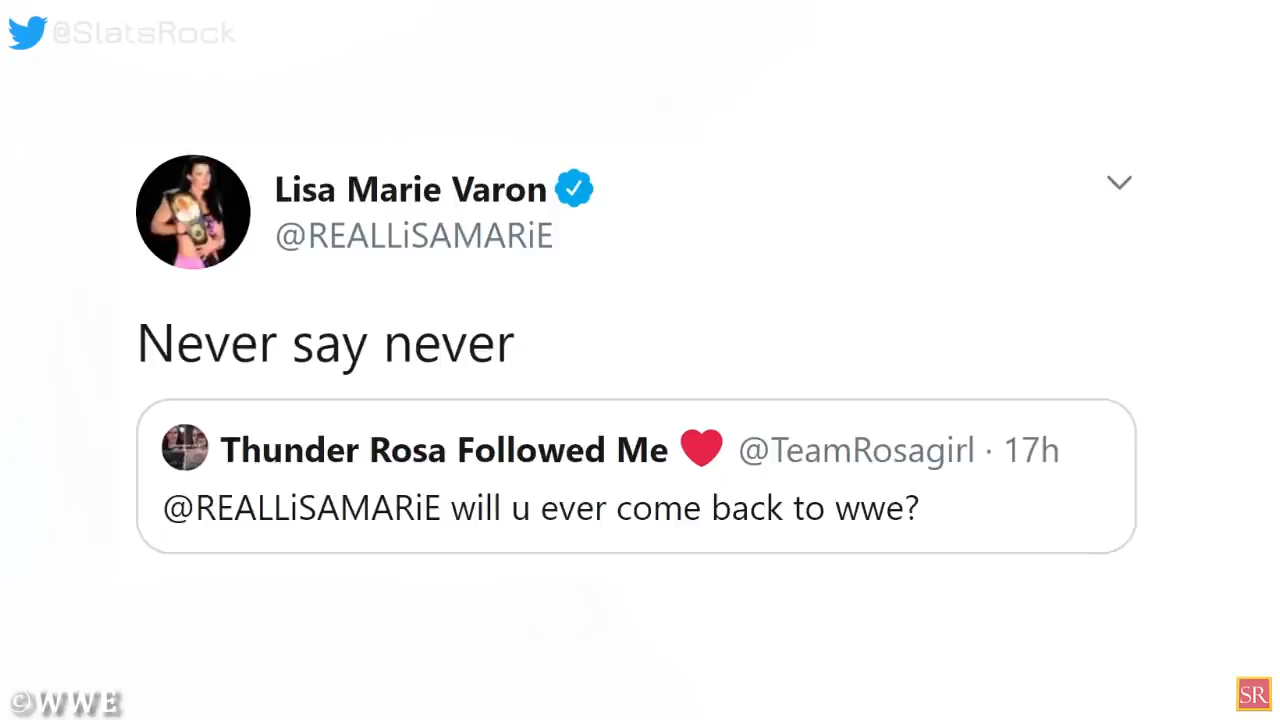 @SlatsRock
Lisa Marie Varon
@REALLiSAMARiE
Never say never
Thunder Rosa Followed Me ❤️ @TeamRosagirl · 17h
@REALLiSAMARiE will u ever come back to wwe?
©WWE
SR